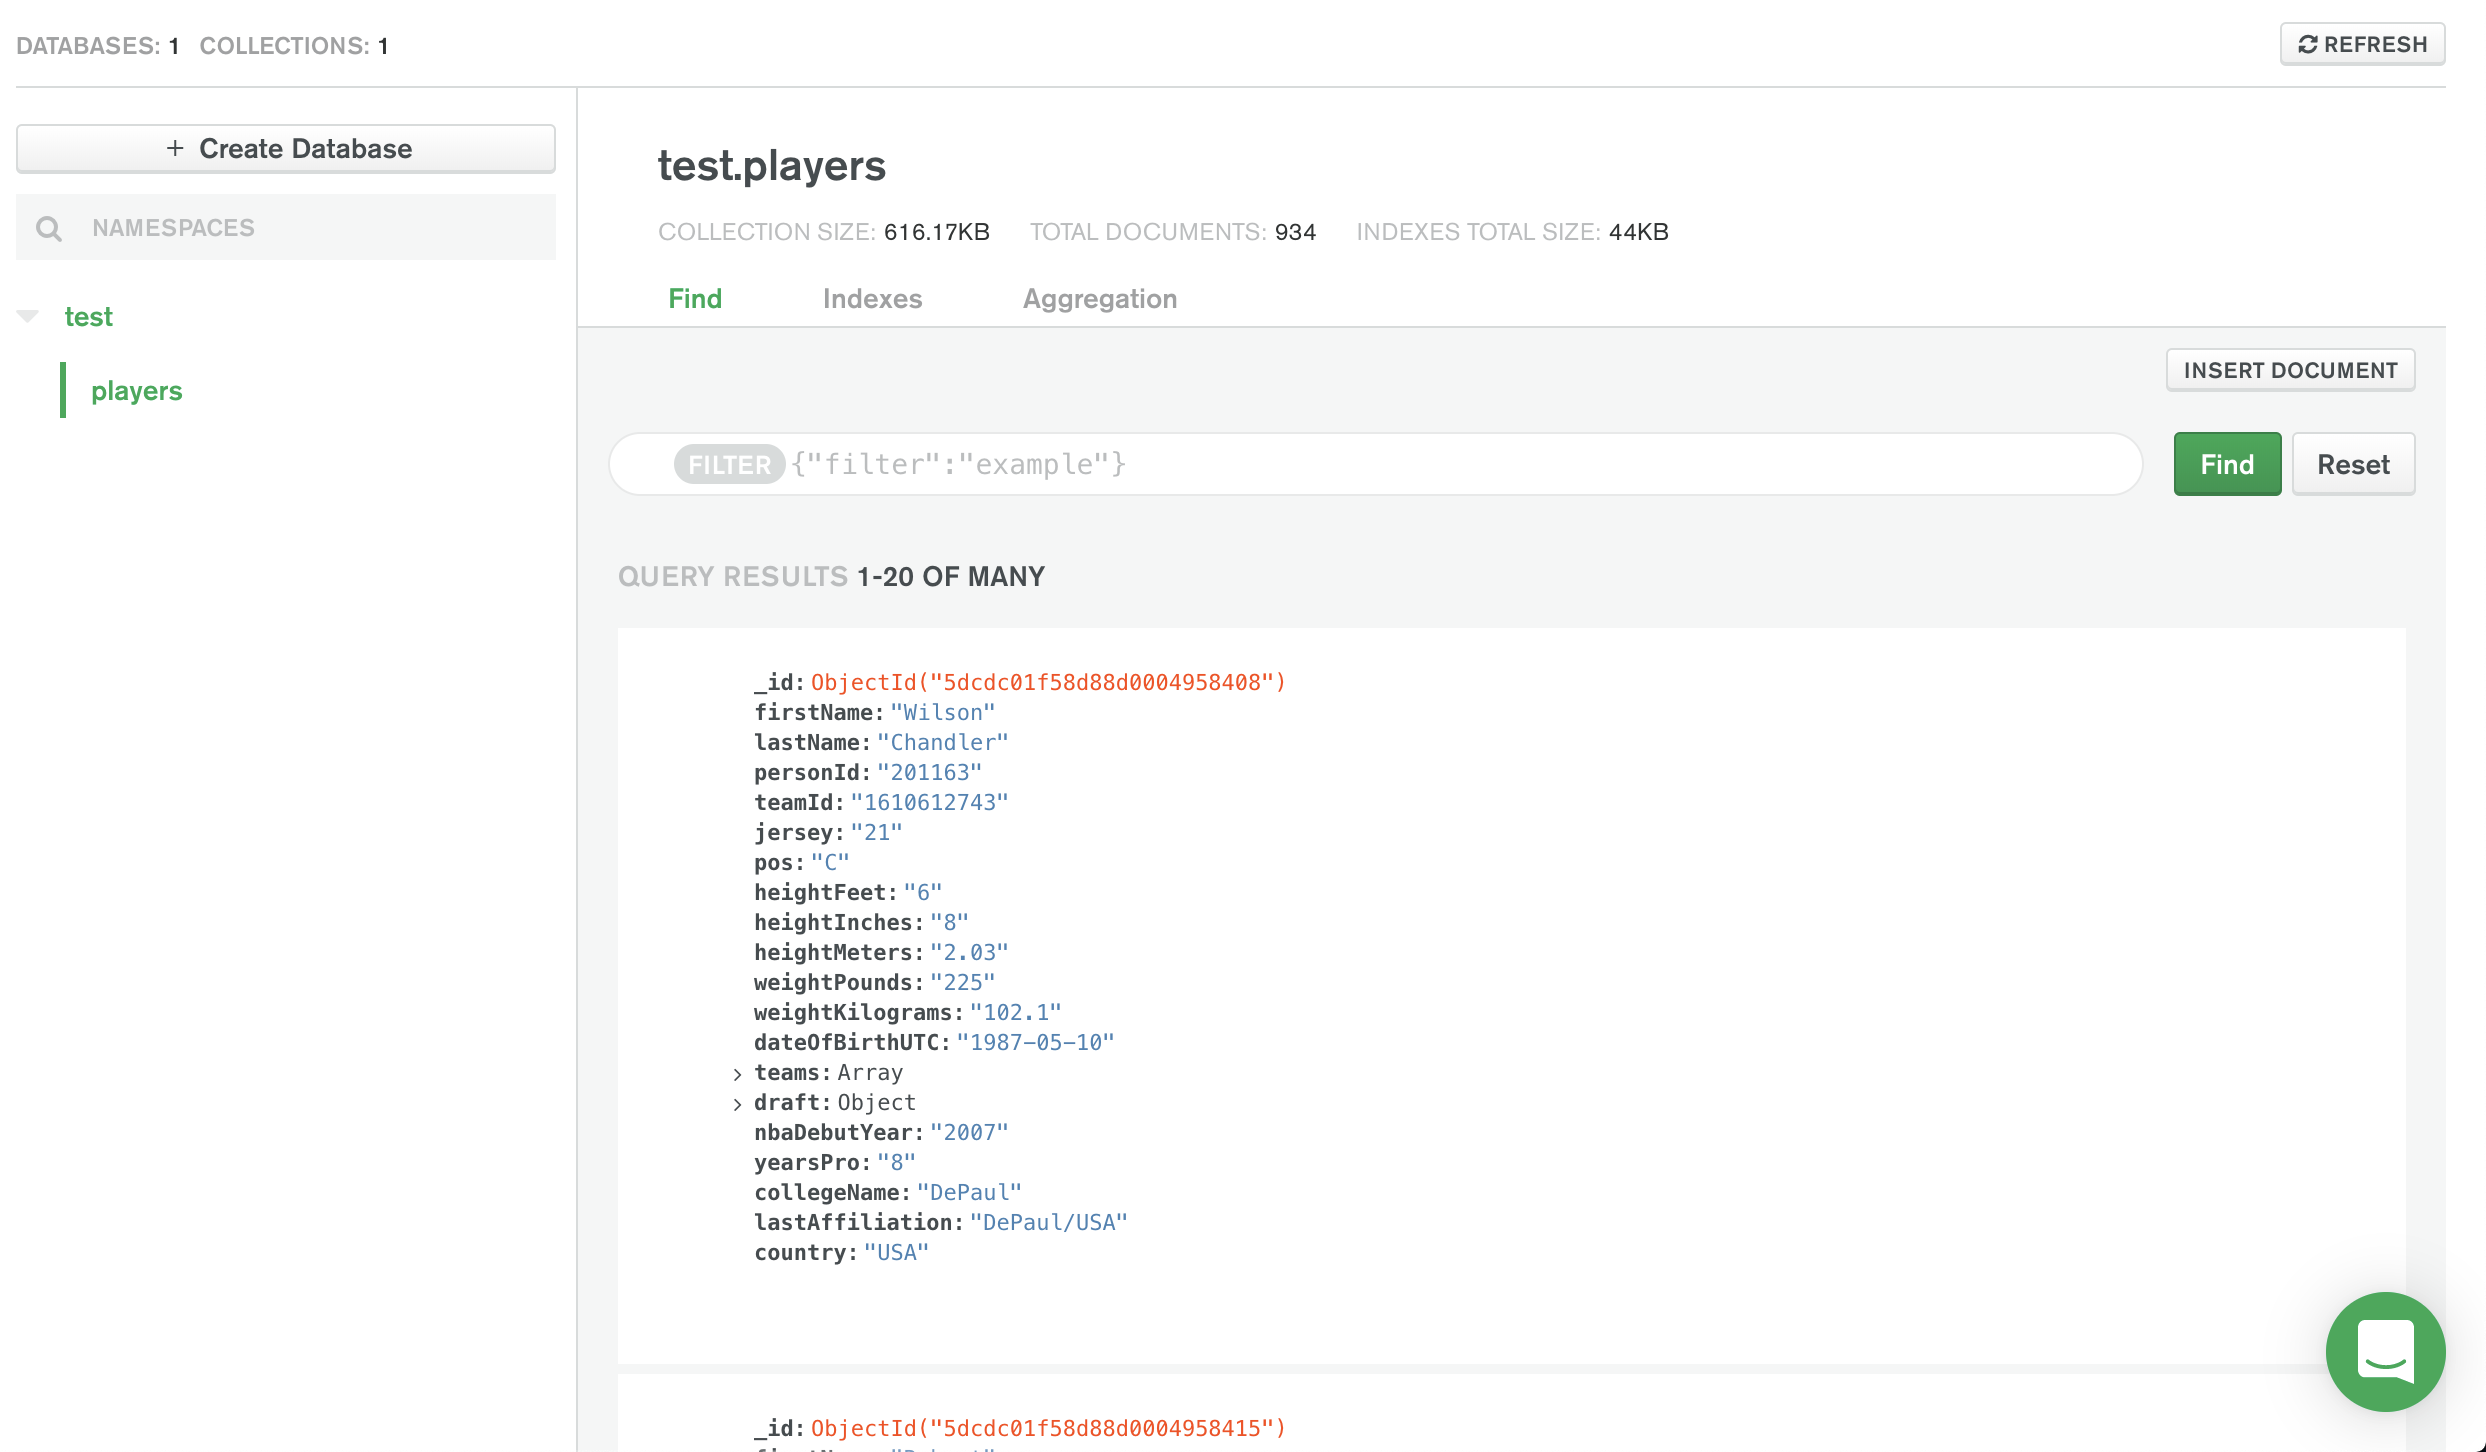 DATABASES: 1 COLLECTIONS: 1
REFRESH
+ Create Database
NAMESPACES
test
players
test.players
COLLECTION SIZE: 616.17KB TOTAL DOCUMENTS: 934 INDEXES TOTAL SIZE: 44KB
Find Indexes Aggregation
INSERT DOCUMENT
FILTER {"filter":"example"}
Find Reset
QUERY RESULTS 1-20 OF MANY
_id: ObjectId("5dcdc01f58d88d0004958408")
firstName: "Wilson"
lastName: "Chandler"
personId: "201163"
teamId: "1610612743"
jersey: "21"
pos: "C"
heightFeet: "6"
heightInches: "8"
heightMeters: "2.03"
weightPounds: "225"
weightKilograms: "102.1"
dateOfBirthUTC: "1987-05-10"
> teams: Array
> draft: Object
nbaDebutYear: "2007"
yearsPro: "8"
collegeName: "DePaul"
lastAffiliation: "DePaul/USA"
country: "USA"
_id: ObjectId("5dcdc01f58d88d0004958415")